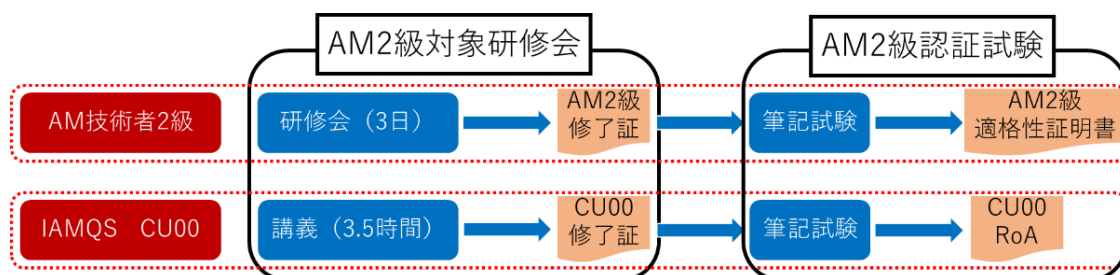 AM2級対象研修会
AM2級認証試験
AM技術者2級
研修会（3日）
AM2級
修了証
筆記試験
AM2級
適格性証明書
IAMQS　CU00
講義（3.5時間）
CU00
修了証
筆記試験
CU00
RoA